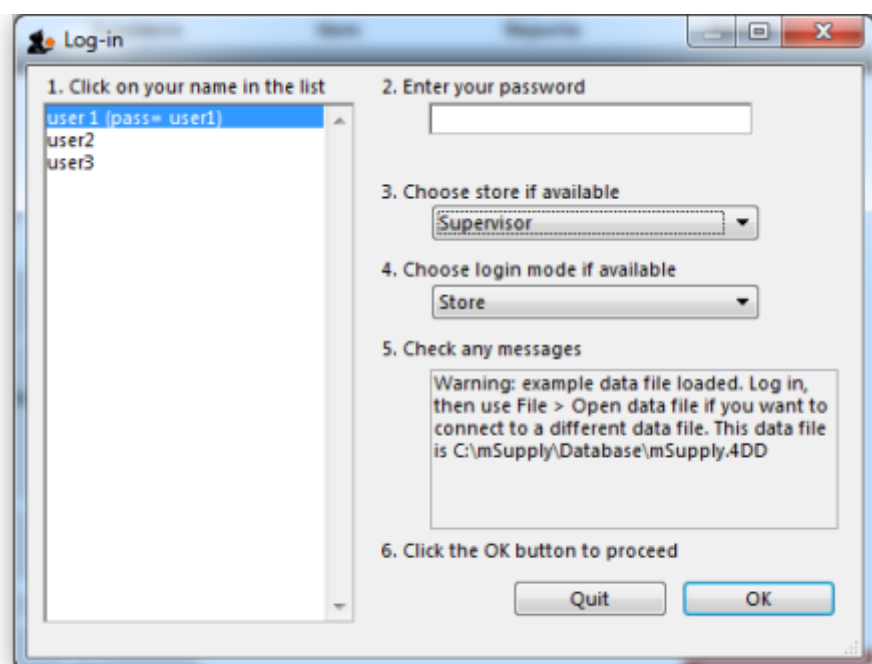 Log-in
1. Click on your name in the list
user 1 (pass= user1)
user2
user3
2. Enter your password
3. Choose store if available
Supervisor
4. Choose login mode if available
Store
5. Check any messages
Warning: example data file loaded. Log in,
then use File > Open data file if you want to
connect to a different data file. This data file
is C:\mSupply\Database\mSupply.4DD
6. Click the OK button to proceed
Quit
OK